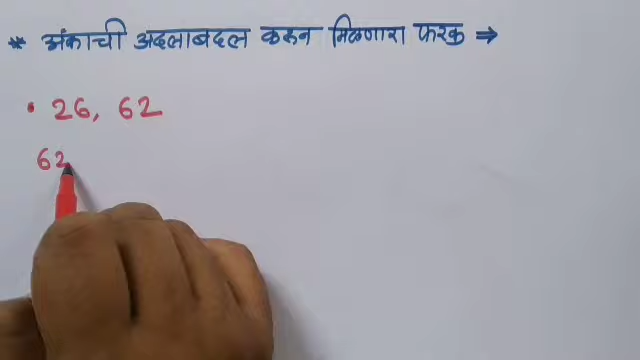 * अंकाची अदलाबदल करून मिळणारा फरक ⇒
• 26, 62
62